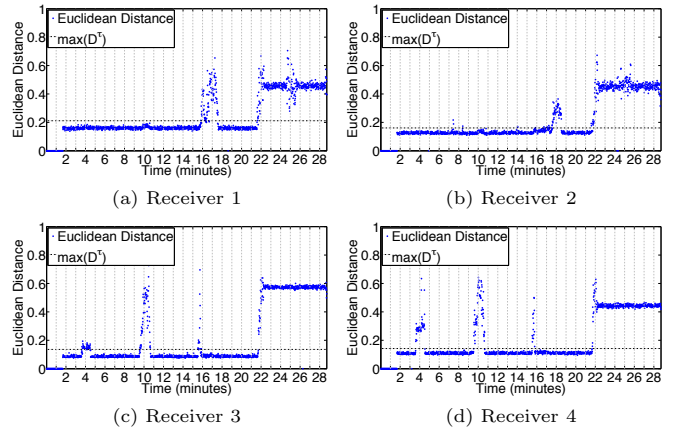 Euclidean Distance
1
0.8
0.6
0.4
0.2
0
Euclidean Distance
max(D^τ)
2 4 6 8 10 12 14 16 18 20 22 24 26 28
Time (minutes)
(a) Receiver 1
Euclidean Distance
1
0.8
0.6
0.4
0.2
0
Euclidean Distance
max(D^τ)
2 4 6 8 10 12 14 16 18 20 22 24 26 28
Time (minutes)
(b) Receiver 2
Euclidean Distance
1
0.8
0.6
0.4
0.2
0
Euclidean Distance
max(D^τ)
2 4 6 8 10 12 14 16 18 20 22 24 26 28
Time (minutes)
(c) Receiver 3
Euclidean Distance
1
0.8
0.6
0.4
0.2
0
Euclidean Distance
max(D^τ)
2 4 6 8 10 12 14 16 18 20 22 24 26 28
Time (minutes)
(d) Receiver 4